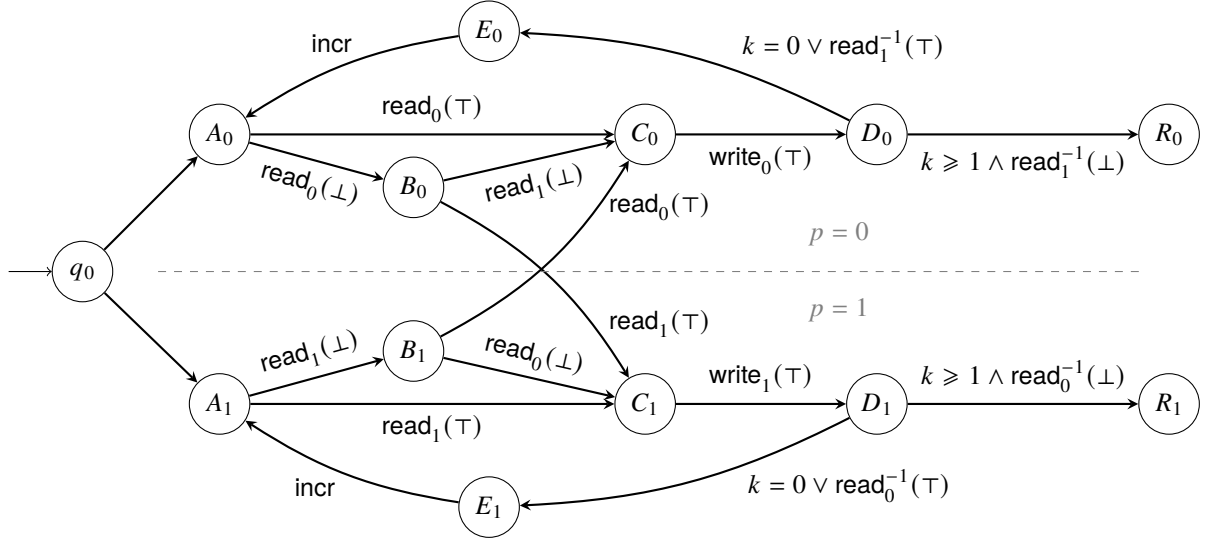 E₀
incr
k = 0 ∨ read₁⁻¹(⊤)
read₀(⊤)
A₀
C₀
D₀
R₀
read₀(⊥)
read₁(⊥)
write₀(⊤)
k ⩾ 1 ∧ read₁⁻¹(⊥)
B₀
read₀(⊤)
p = 0
q₀
p = 1
read₁(⊤)
read₁(⊥)
B₁
read₀(⊥)
write₁(⊤)
k ⩾ 1 ∧ read₀⁻¹(⊥)
A₁
C₁
D₁
R₁
read₁(⊤)
incr
k = 0 ∨ read₀⁻¹(⊤)
E₁